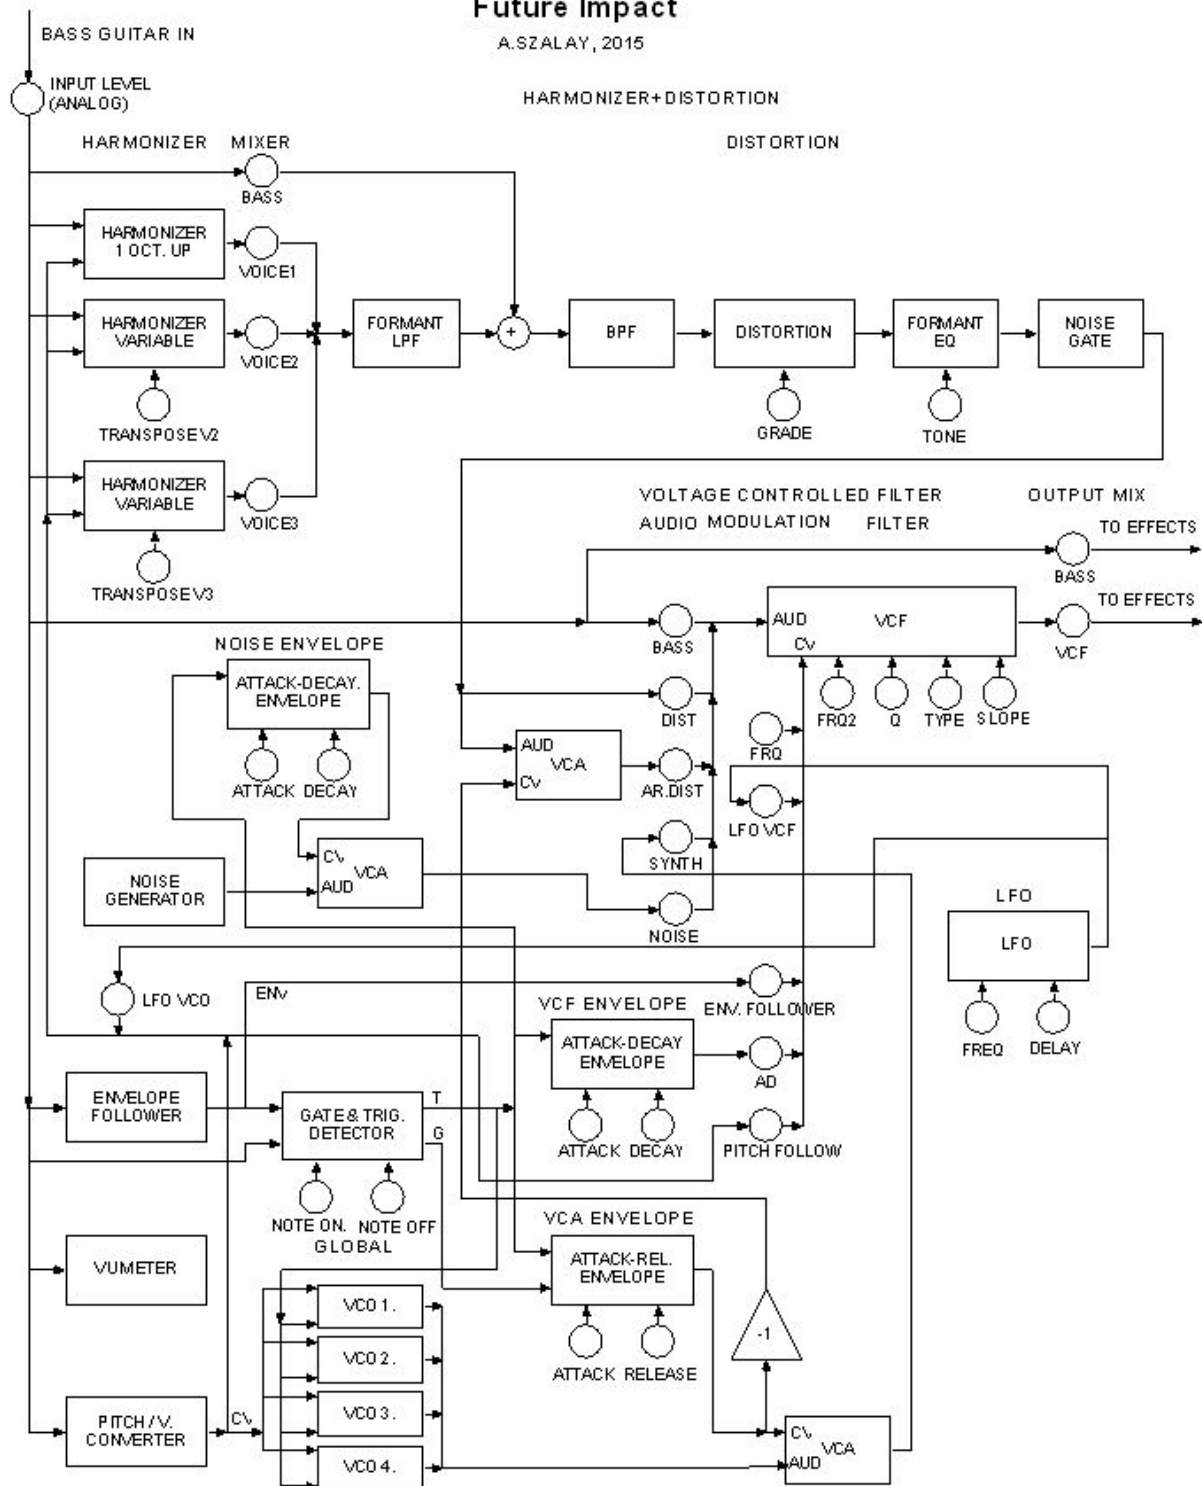 Future Impact
A.SZALAY, 2015
BASS GUITAR IN
INPUT LEVEL
(ANALOG)
HARMONIZER+DISTORTION
HARMONIZER MIXER
DISTORTION
BASS
HARMONIZER
1 OCT. UP
VOICE1
HARMONIZER
VARIABLE
VOICE2
TRANSPOSE V2
FORMANT
LPF
+
BPF
DISTORTION
GRADE
FORMANT
EQ
TONE
NOISE
GATE
HARMONIZER
VARIABLE
VOICE3
TRANSPOSE V3
VOLTAGE CONTROLLED FILTER
AUDIO MODULATION FILTER
OUTPUT MIX
TO EFFECTS
BASS
TO EFFECTS
VCF
AUD
VCF
CV
FRQ2
Q
TYPE
SLOPE
BASS
DIST
AR.DIST
SYNTH
NOISE
FRQ
LFO VCF
AUD
VCA
CV
NOISE ENVELOPE
ATTACK-DECAY.
ENVELOPE
ATTACK DECAY
CV
VCA
AUD
NOISE
GENERATOR
LFO
LFO
FREQ
DELAY
LFO VCO
ENV
ENV. FOLLOWER
VCF ENVELOPE
ATTACK-DECAY
ENVELOPE
ATTACK DECAY
AD
PITCH FOLLOW
ENVELOPE
FOLLOWER
GATE & TRIG.
DETECTOR
T
G
NOTE ON. NOTE OFF
GLOBAL
VUMETER
VCA ENVELOPE
ATTACK-REL.
ENVELOPE
ATTACK RELEASE
-1
VCO 1.
VCO 2.
VCO 3.
VCO 4.
PITCH / V.
CONVERTER
CV
CV
VCA
AUD